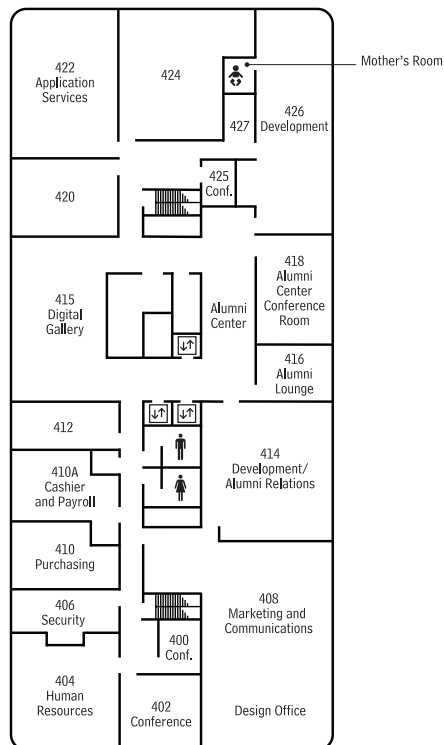 422
Application
Services
424
Mother's Room
427
426
Development
420
425
Conf.
415
Digital
Gallery
Alumni
Center
418
Alumni
Center
Conference
Room
416
Alumni
Lounge
412
410A
Cashier
and Payroll
414
Development/
Alumni Relations
410
Purchasing
406
Security
408
Marketing and
Communications
400
Conf.
404
Human
Resources
402
Conference
Design Office